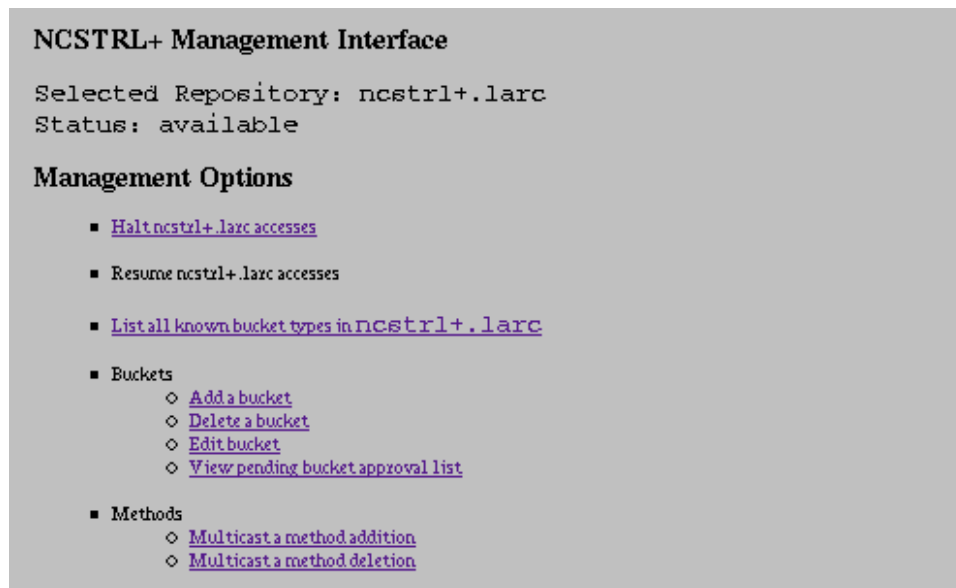 NCSTRL+ Management Interface
Selected Repository: ncstrl+.larc
Status: available
Management Options
Halt ncstrl+.larc accesses
Resume ncstrl+.larc accesses
List all known bucket types in ncstrl+.larc
Buckets
Add a bucket
Delete a bucket
Edit bucket
View pending bucket approval list
Methods
Multicast a method addition
Multicast a method deletion